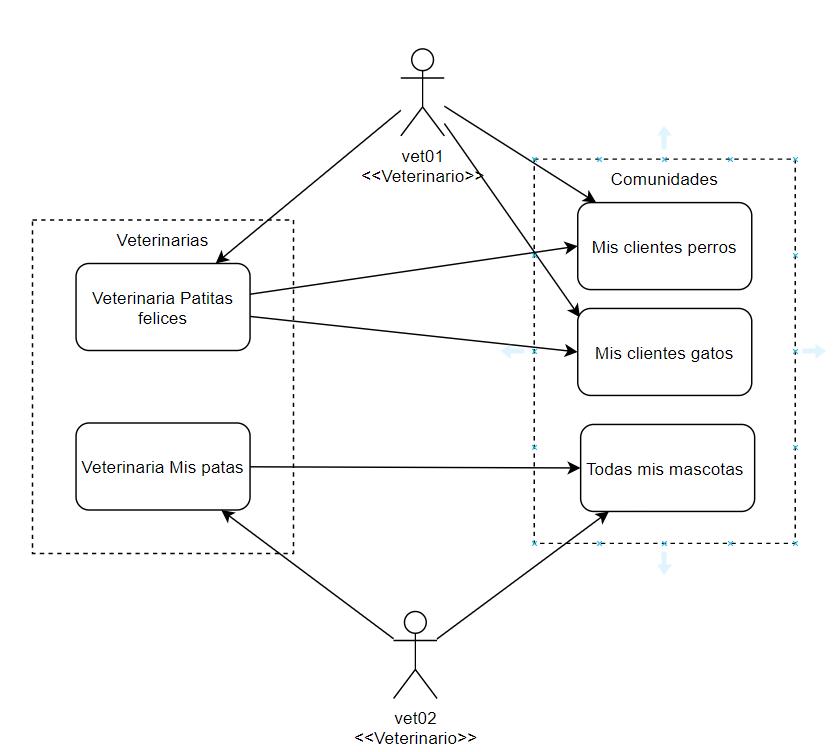 vet01
<<Veterinario>>
Comunidades
Mis clientes perros
Veterinarias
Veterinaria Patitas
felices
Mis clientes gatos
Veterinaria Mis patas
Todas mis mascotas
vet02
<<Veterinario>>